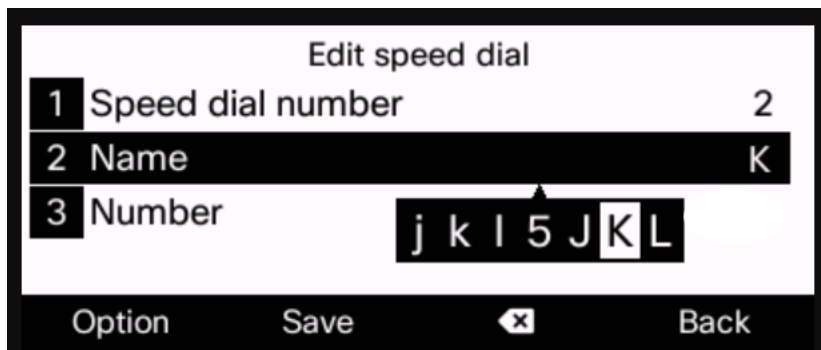 Edit speed dial
1 Speed dial number 2
2 Name K
3 Number
j k l 5 J K L
Option Save Back